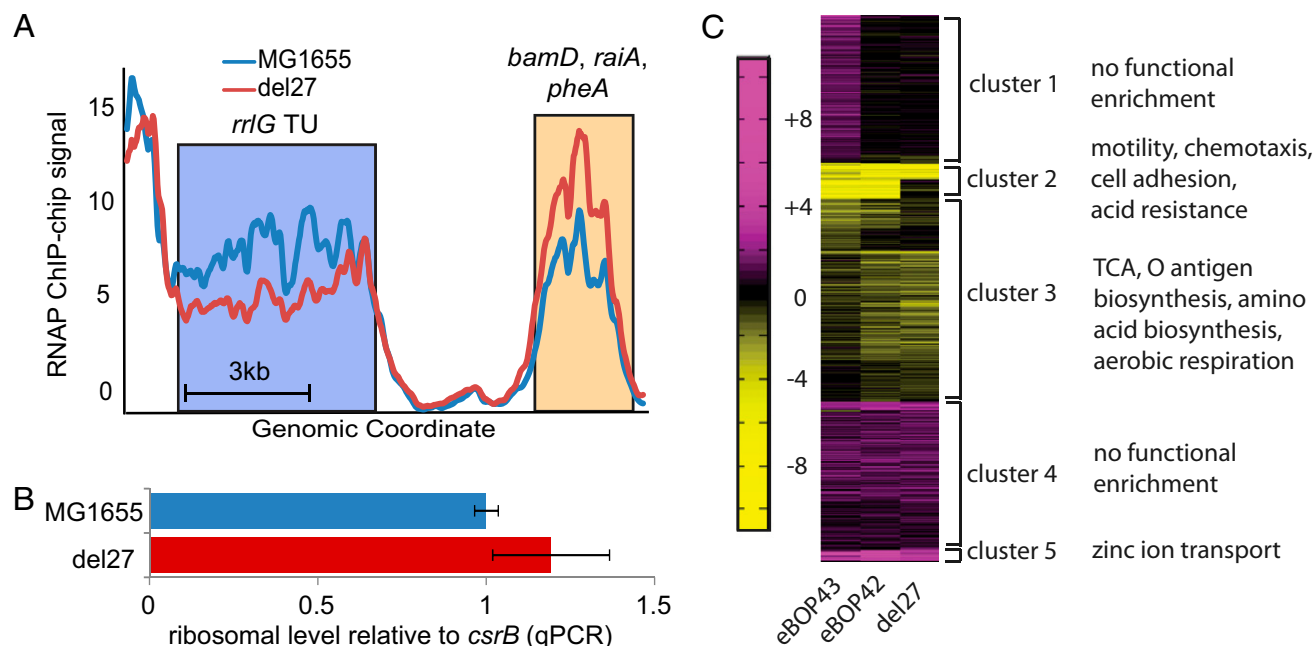 A
MG1655
del27
rrlG TU
bamD, raiA,
pheA
15
10
5
0
RNAP ChIP-chip signal
3kb
Genomic Coordinate
B
MG1655
del27
0
0.5
1
1.5
ribosomal level relative to csrB (qPCR)
C
+8
+4
0
-4
-8
cluster 1
no functional
enrichment
cluster 2
motility, chemotaxis,
cell adhesion,
acid resistance
cluster 3
TCA, O antigen
biosynthesis, amino
acid biosynthesis,
aerobic respiration
cluster 4
no functional
enrichment
cluster 5
zinc ion transport
eBOP43
eBOP42
del27